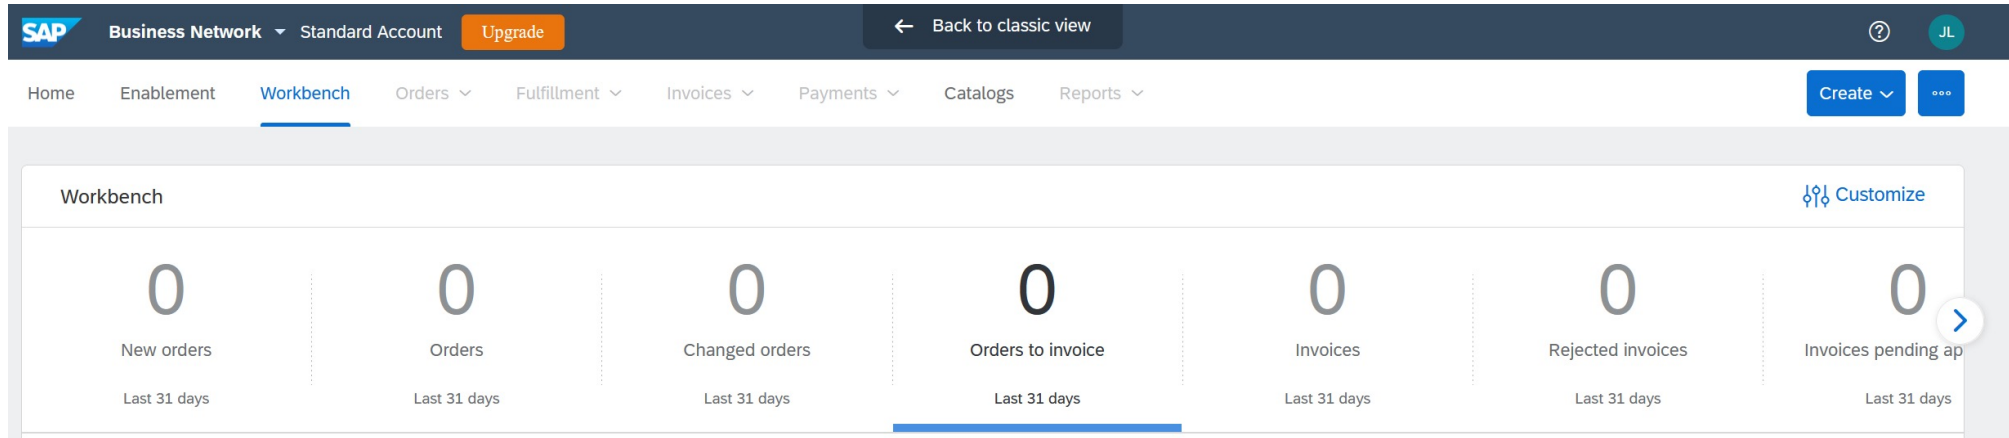 SAP Business Network Standard Account Upgrade Back to classic view JL
Home Enablement Workbench Orders Fulfillment Invoices Payments Catalogs Reports Create
Workbench Customize
0 0 0 0 0 0 0
New orders Orders Changed orders Orders to invoice Invoices Rejected invoices Invoices pending ap
Last 31 days Last 31 days Last 31 days Last 31 days Last 31 days Last 31 days Last 31 days